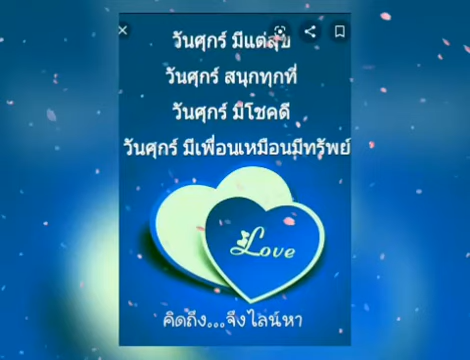 วันศุกร์ มีแต่สุข
วันศุกร์ สนุกทุกที่
วันศุกร์ มีโชคดี
วันศุกร์ มีเพื่อนเหมือนมีทรัพย์
Love
คิดถึง...จึงไลน์หา